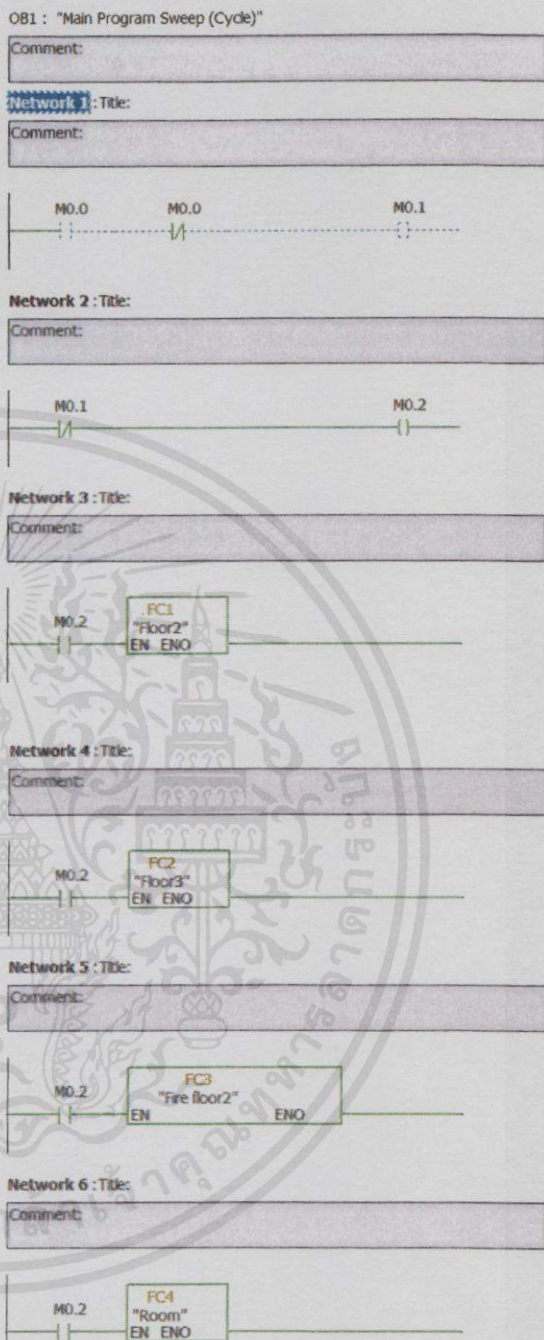 OB1 : "Main Program Sweep (Cycle)"
Comment:
Network 1 : Title:
Comment:
M0.0 M0.0 M0.1
Network 2 : Title:
Comment:
M0.1 M0.2
Network 3 : Title:
Comment:
M0.2
FC1
"Floor2"
EN ENO
Network 4 : Title:
Comment:
M0.2
FC2
"Floor3"
EN ENO
Network 5 : Title:
Comment:
M0.2
FC3
"Fire floor2"
EN ENO
Network 6 : Title:
Comment:
M0.2
FC4
"Room"
EN ENO